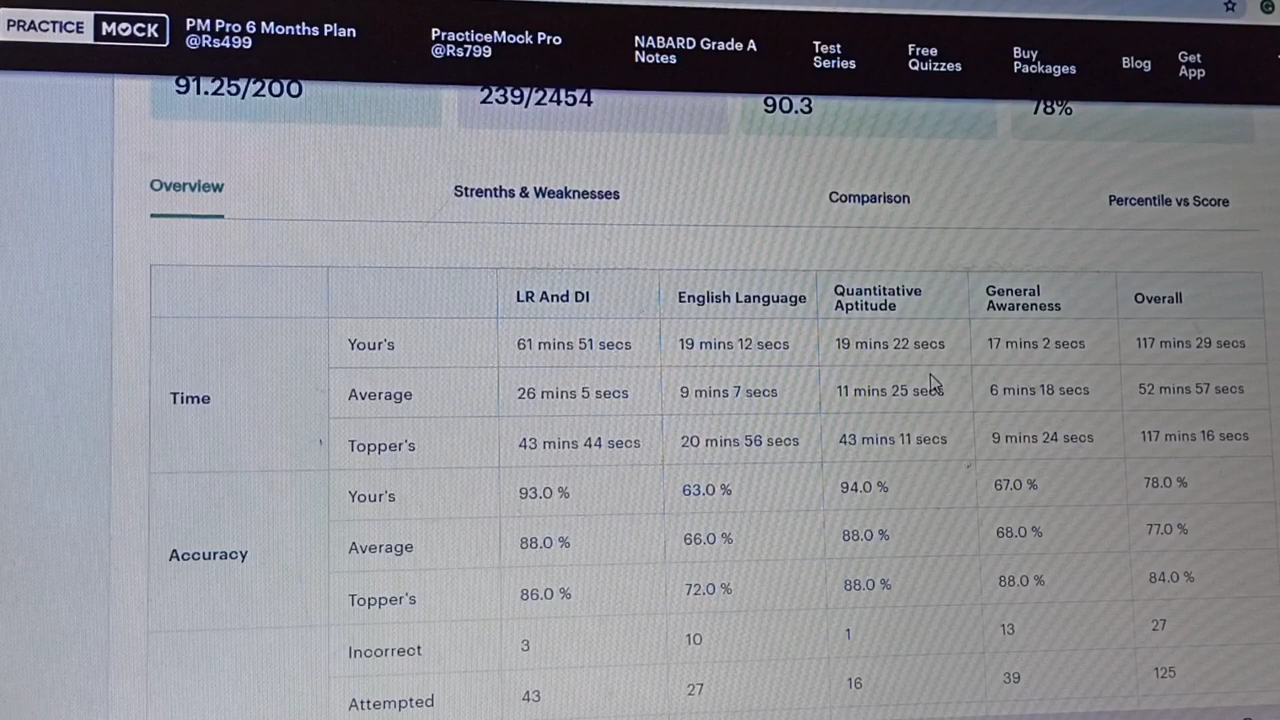 PRACTICE MOCK
PM Pro 6 Months Plan
@Rs499
PracticeMock Pro
@Rs799
NABARD Grade A
Notes
Test
Series
Free
Quizzes
Buy
Packages
Blog
Get
App
91.25/200
239/2454
90.3
78%
Overview
Strenths & Weaknesses
Comparison
Percentile vs Score
LR And DI
English Language
Quantitative
Aptitude
General
Awareness
Overall
Time
Your's
61 mins 51 secs
19 mins 12 secs
19 mins 22 secs
17 mins 2 secs
117 mins 29 secs
Average
26 mins 5 secs
9 mins 7 secs
11 mins 25 secs
6 mins 18 secs
52 mins 57 secs
Topper's
43 mins 44 secs
20 mins 56 secs
43 mins 11 secs
9 mins 24 secs
117 mins 16 secs
Accuracy
Your's
93.0 %
63.0 %
94.0 %
67.0 %
78.0 %
Average
88.0 %
66.0 %
88.0 %
68.0 %
77.0 %
Topper's
86.0 %
72.0 %
88.0 %
88.0 %
84.0 %
Incorrect
3
10
1
13
27
Attempted
43
27
16
39
125